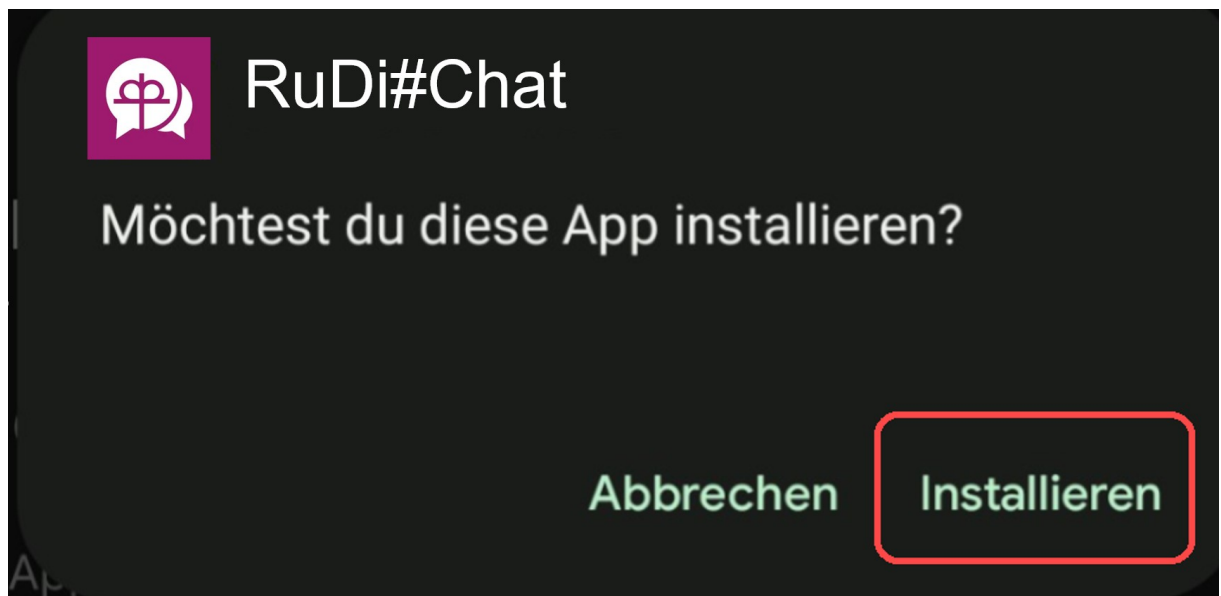 RuDi#Chat
Möchtest du diese App installieren?
Abbrechen
Installieren